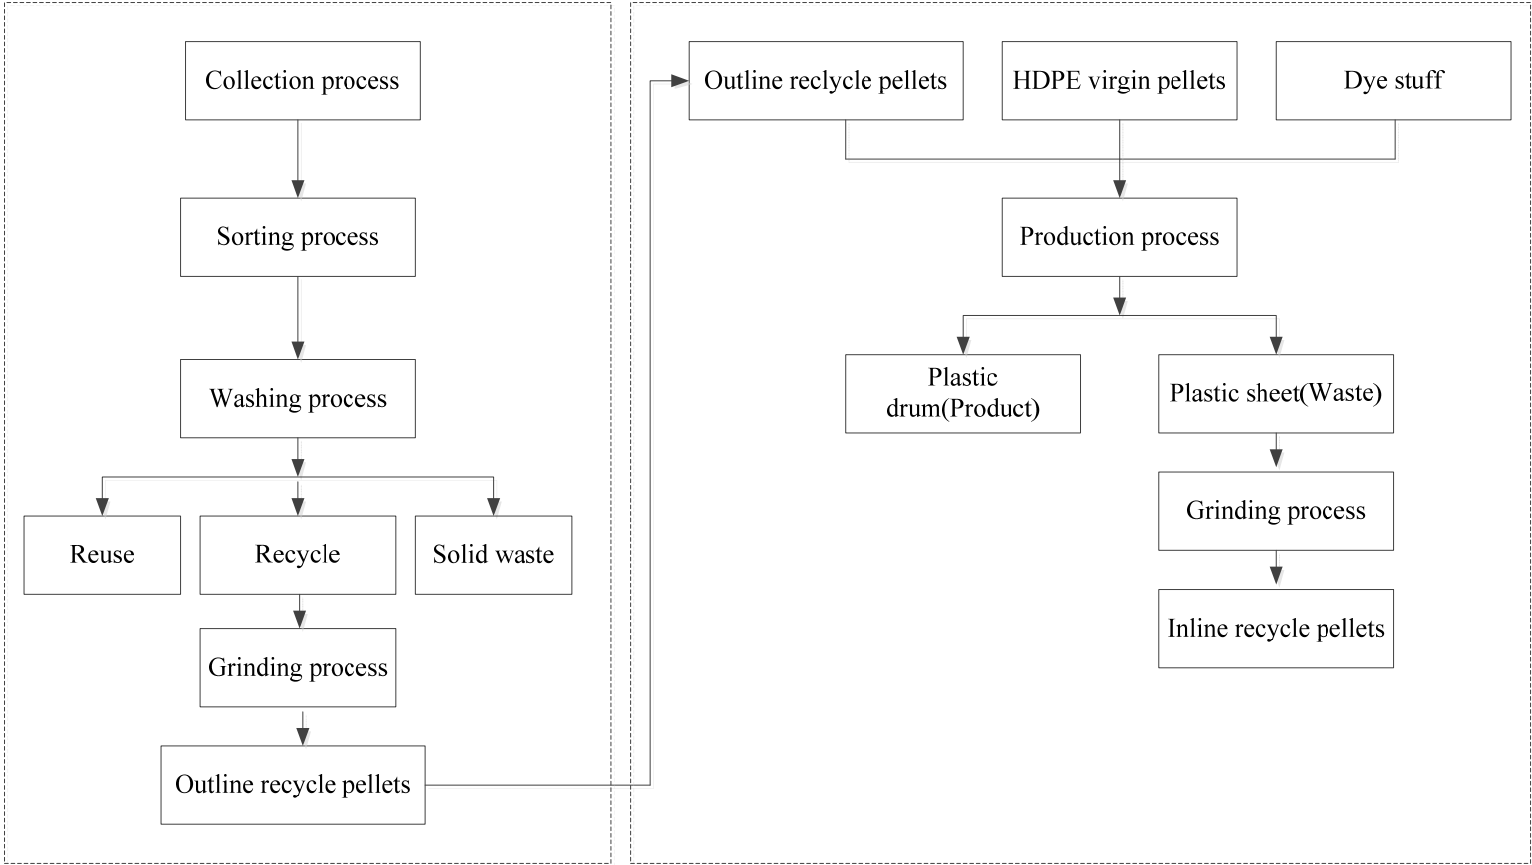 Collection process
Sorting process
Washing process
Reuse
Recycle
Solid waste
Grinding process
Outline recycle pellets
Outline reclycle pellets
HDPE virgin pellets
Dye stuff
Production process
Plastic
drum(Product)
Plastic sheet(Waste)
Grinding process
Inline recycle pellets